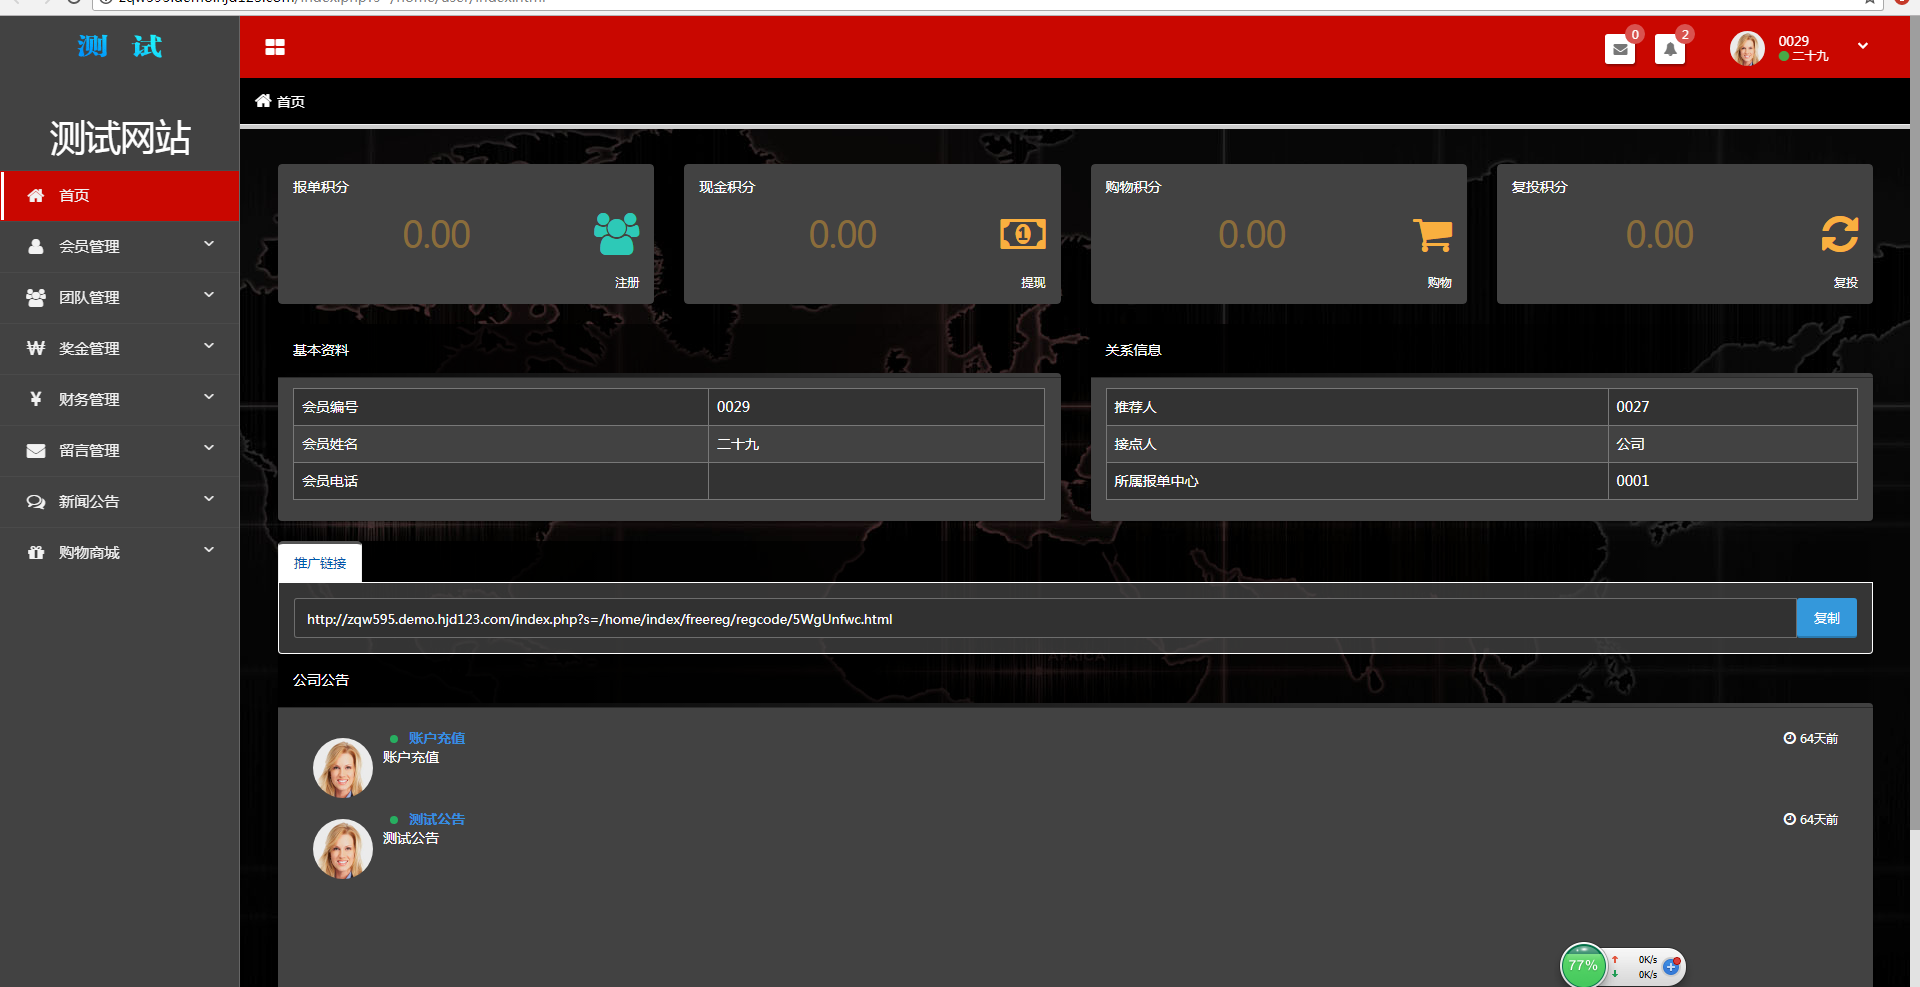 测 试
测试网站
首页
会员管理
团队管理
奖金管理
财务管理
留言管理
新闻公告
购物商城
0
2
0029
二十九
首页
报单积分
0.00
注册
现金积分
0.00
提现
购物积分
0.00
购物
复投积分
0.00
复投
基本资料
会员编号 0029
会员姓名 二十九
会员电话
关系信息
推荐人 0027
接点人 公司
所属报单中心 0001
推广链接
http://zqw595.demo.hjd123.com/index.php?s=/home/index/freereg/regcode/5WgUnfwc.html 复制
AFRICA
公司公告
账户充值 64天前
账户充值
测试公告 64天前
测试公告
77%
0K/s
0K/s